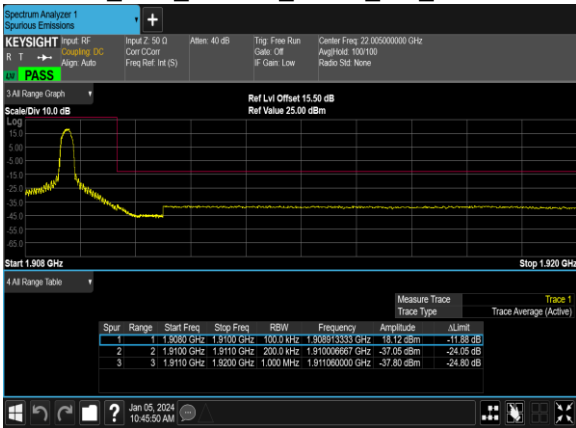 Spectrum Analyzer 1
Spurious Emissions
KEYSIGHT Input: RF Input Z: 50 Ω Atten: 40 dB Trig: Free Run Center Freq: 22.005000000 GHz
R T Coupling: DC Corr CCorr Gate: Off Avg|Hold: 100/100
Align: Auto Freq Ref: Int (S) IF Gain: Low Radio Std: None
PASS
3 All Range Graph
Ref Lvl Offset 15.50 dB
Scale/Div 10.0 dB Ref Value 25.00 dBm
Log
15.0
5.00
-5.00
-15.0
-25.0
-35.0
-45.0
-55.0
-65.0
Start 1.908 GHz Stop 1.920 GHz
4 All Range Table
Measure Trace Trace 1
Trace Type Trace Average (Active)
Spur Range Start Freq Stop Freq RBW Frequency Amplitude ΔLimit
1 1 1.9080 GHz 1.9100 GHz 100.0 kHz 1.908913333 GHz 18.12 dBm -11.88 dB
2 2 1.9100 GHz 1.9110 GHz 200.0 kHz 1.910006667 GHz -37.05 dBm -24.05 dB
3 3 1.9110 GHz 1.9200 GHz 1.000 MHz 1.911060000 GHz -37.80 dBm -24.80 dB
Jan 05, 2024
10:45:50 AM